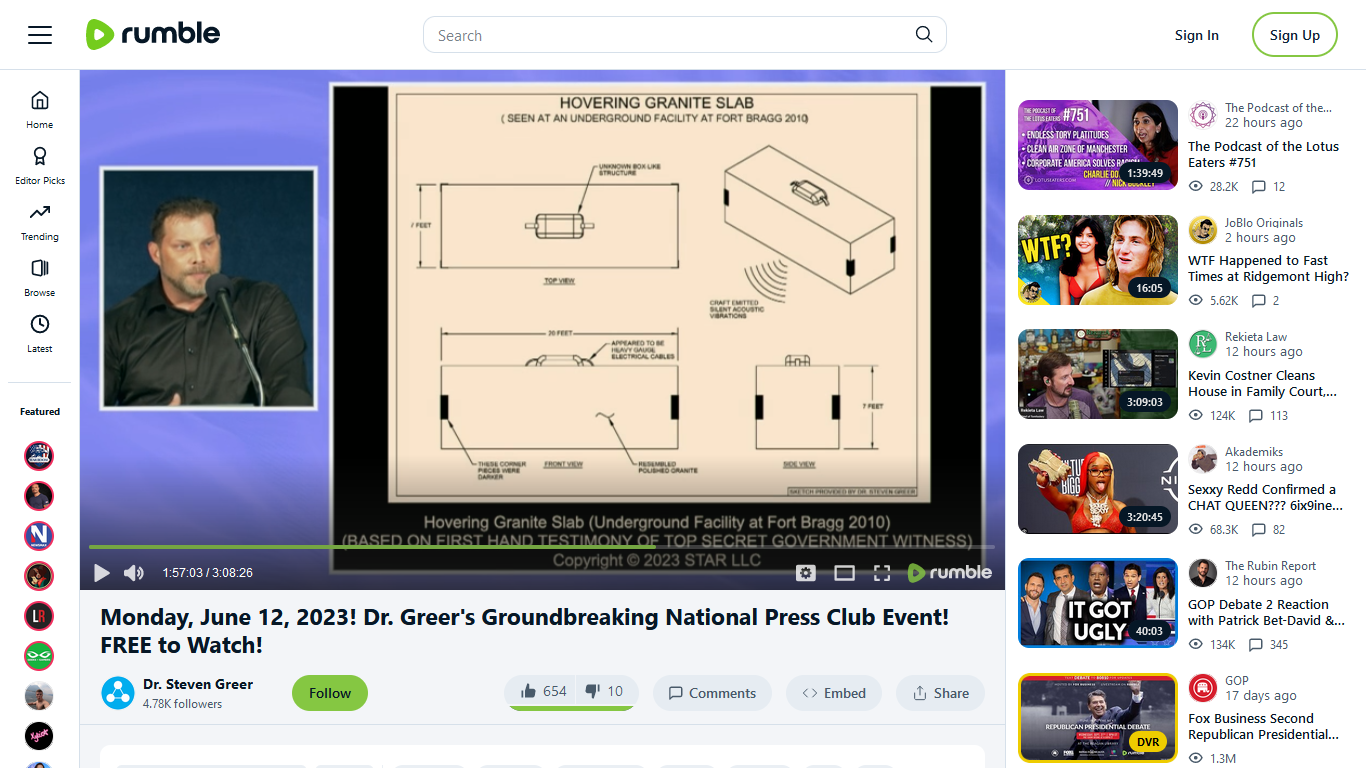 rumble
Search
Sign In
Sign Up
Home
Editor Picks
Trending
Browse
Latest
Featured
HOVERING GRANITE SLAB
( SEEN AT AN UNDERGROUND FACILITY AT FORT BRAGG 2010)
UNKNOWN BOX LIKE
STRUCTURE
7 FEET
TOP VIEW
CRAFT EMITTED
SILENT ACOUSTIC
VIBRATIONS
20 FEET
APPEARED TO BE
HEAVY GAUGE
ELECTRICAL CABLES
7 FEET
THESE CORNER
PIECES WERE
DARKER
FRONT VIEW
RESEMBLED
POLISHED GRANITE
SIDE VIEW
SKETCH PROVIDED BY DR. STEVEN GREER
Hovering Granite Slab (Underground Facility at Fort Bragg 2010)
(BASED ON FIRST HAND TESTIMONY OF TOP SECRET GOVERNMENT WITNESS)
Copyright © 2023 STAR LLC
1:57:03 / 3:08:26
rumble
Monday, June 12, 2023! Dr. Greer's Groundbreaking National Press Club Event!
FREE to Watch!
Dr. Steven Greer
4.78K followers
Follow
654
10
Comments
Embed
Share
THE PODCAST OF
THE LOTUS EATERS
#751
• ENDLESS TORY PLATITUDES
• CLEAN AIR ZONE OF MANCHESTER
• CORPORATE AMERICA SOLVES RACISM
LOTUSEATERS.COM
1:39:49
The Podcast of the...
22 hours ago
The Podcast of the Lotus
Eaters #751
28.2K
12
WTF?
16:05
JoBlo Originals
2 hours ago
WTF Happened to Fast
Times at Ridgemont High?
5.62K
2
Rekieta Law
3:09:03
Rekieta Law
12 hours ago
Kevin Costner Cleans
House in Family Court,...
124K
113
3:20:45
Akademiks
12 hours ago
Sexxy Redd Confirmed a
CHAT QUEEN??? 6ix9ine...
68.3K
82
IT GOT
UGLY
40:03
The Rubin Report
12 hours ago
GOP Debate 2 Reaction
with Patrick Bet-David &...
134K
345
REPUBLICAN PRESIDENTIAL DEBATE
DVR
GOP
17 days ago
Fox Business Second
Republican Presidential...
1.3M